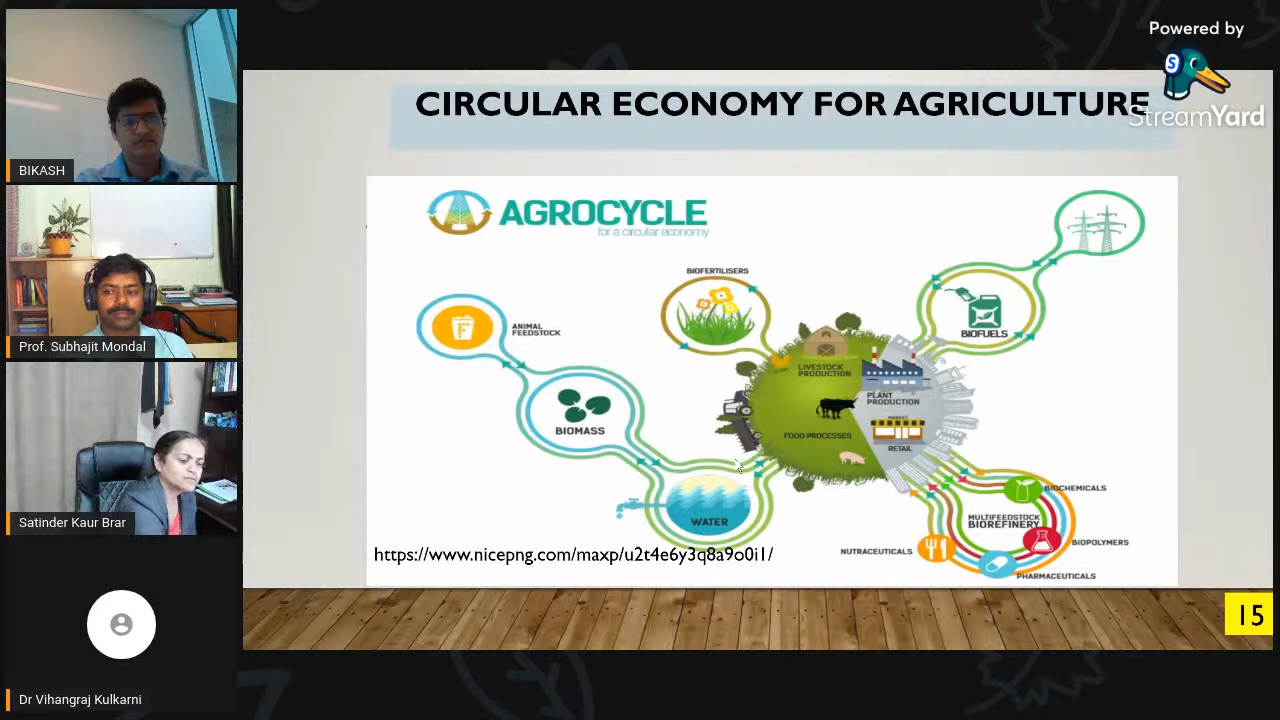 Powered by
StreamYard
S
BIKASH
Prof. Subhajit Mondal
Satinder Kaur Brar
Dr Vihangraj Kulkarni
CIRCULAR ECONOMY FOR AGRICULTURE
AGROCYCLE
for a circular economy
BIOFERTILISERS
ANIMAL
FEEDSTOCK
BIOMASS
WATER
LIVESTOCK
PRODUCTION
PLANT
PRODUCTION
MARKET
FOOD PROCESSES
RETAIL
BIOFUELS
BIOCHEMICALS
MULTIFEEDSTOCK
BIOREFINERY
BIOPOLYMERS
NUTRACEUTICALS
PHARMACEUTICALS
https://www.nicepng.com/maxp/u2t4e6y3q8a9o0i1/
15